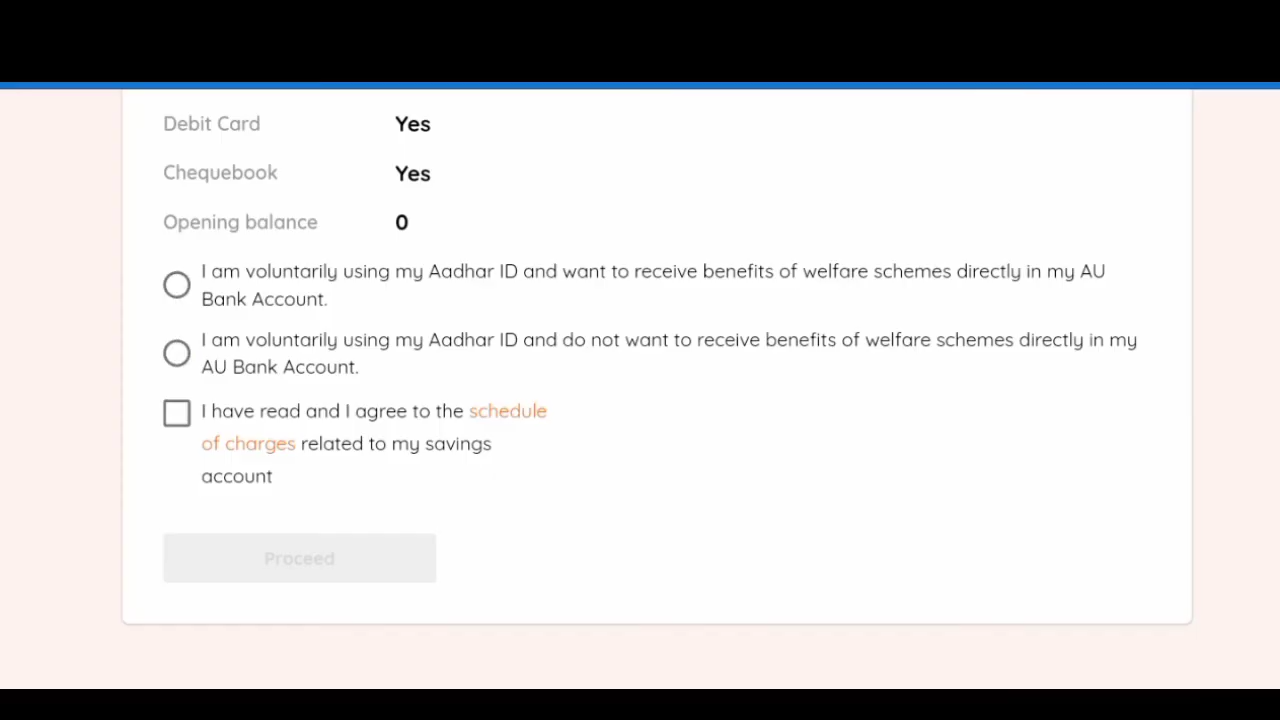 Debit Card Yes
Chequebook Yes
Opening balance 0
I am voluntarily using my Aadhar ID and want to receive benefits of welfare schemes directly in my AU
Bank Account.
I am voluntarily using my Aadhar ID and do not want to receive benefits of welfare schemes directly in my
AU Bank Account.
I have read and I agree to the schedule
of charges related to my savings
account
Proceed